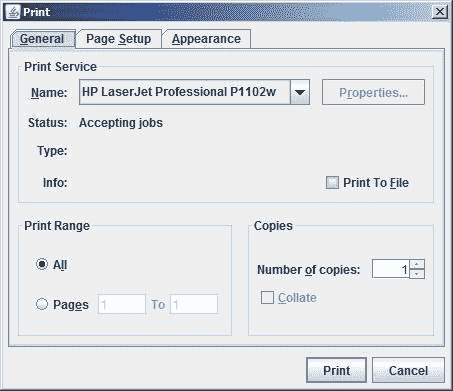 Print
General Page Setup Appearance
Print Service
Name: HP LaserJet Professional P1102w Properties...
Status: Accepting jobs
Type:
Info: Print To File
Print Range Copies
All Number of copies: 1
Pages 1 To 1 Collate
Print Cancel